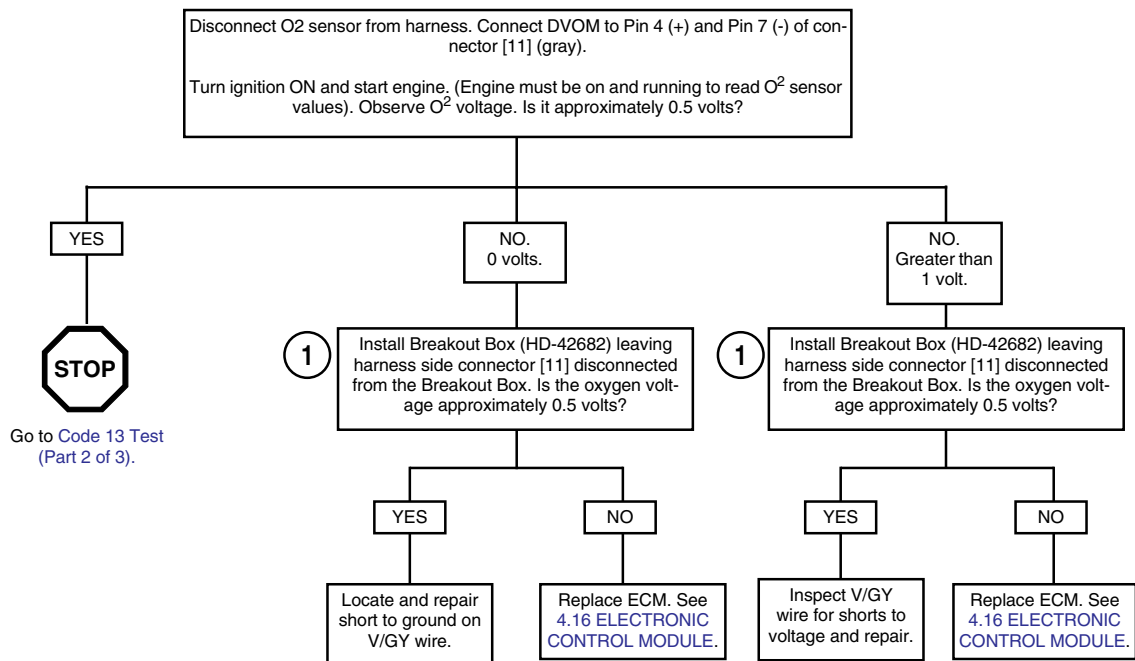 Disconnect O2 sensor from harness. Connect DVOM to Pin 4 (+) and Pin 7 (-) of con-
nector [11] (gray).
Turn ignition ON and start engine. (Engine must be on and running to read O2 sensor
values). Observe O2 voltage. Is it approximately 0.5 volts?
YES
NO.
0 volts.
NO.
Greater than
1 volt.
STOP
Go to Code 13 Test
(Part 2 of 3).
1
Install Breakout Box (HD-42682) leaving
harness side connector [11] disconnected
from the Breakout Box. Is the oxygen volt-
age approximately 0.5 volts?
1
Install Breakout Box (HD-42682) leaving
harness side connector [11] disconnected
from the Breakout Box. Is the oxygen volt-
age approximately 0.5 volts?
YES
NO
YES
NO
Locate and repair
short to ground on
V/GY wire.
Replace ECM. See
4.16 ELECTRONIC
CONTROL MODULE.
Inspect V/GY
wire for shorts to
voltage and repair.
Replace ECM. See
4.16 ELECTRONIC
CONTROL MODULE.